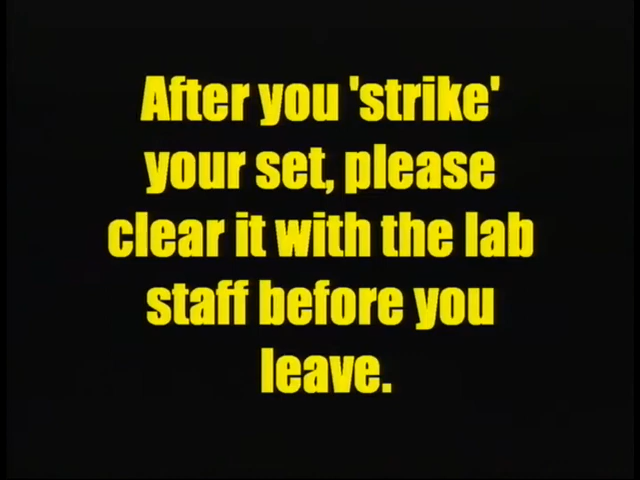 After you 'strike'
your set, please
clear it with the lab
staff before you
leave.